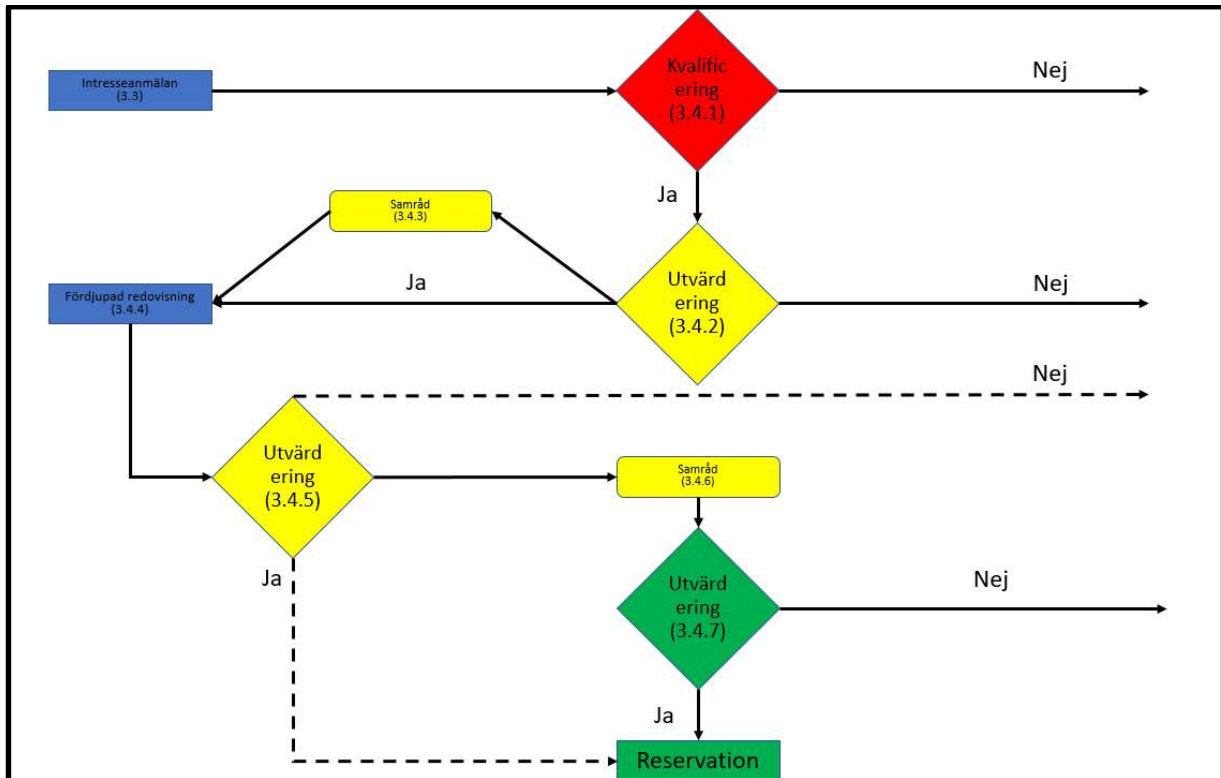 Intresseanmälan
(3.3)
Kvalific
ering
(3.4.1)
Nej
Ja
Samråd
(3.4.3)
Fördjupad redovisning
(3.4.4)
Ja
Utvärd
ering
(3.4.2)
Nej
Nej
Utvärd
ering
(3.4.5)
Samråd
(3.4.6)
Ja
Utvärd
ering
(3.4.7)
Nej
Ja
Reservation